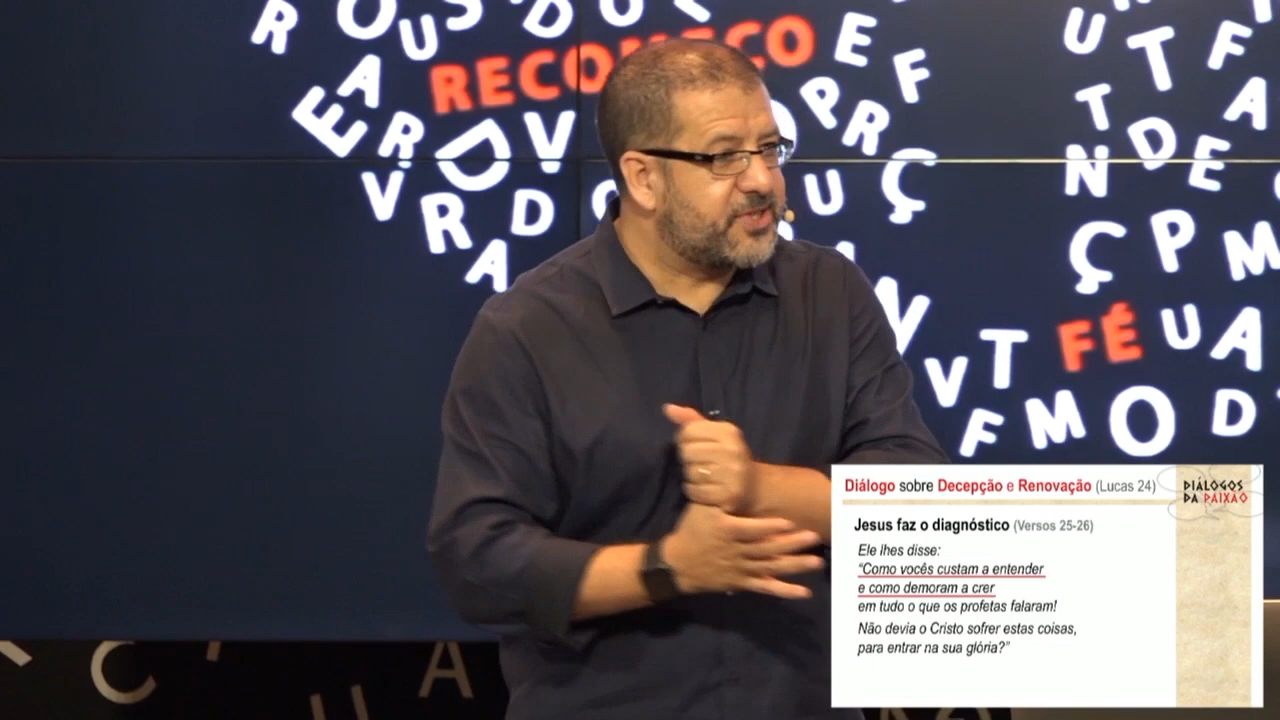 RECOMEÇO
FÉ
Diálogo sobre Decepção e Renovação (Lucas 24)
DIÁLOGOS
DA PAIXÃO
Jesus faz o diagnóstico (Versos 25-26)
Ele lhes disse:
“Como vocês custam a entender
e como demoram a crer
em tudo o que os profetas falaram!
Não devia o Cristo sofrer estas coisas,
para entrar na sua glória?”